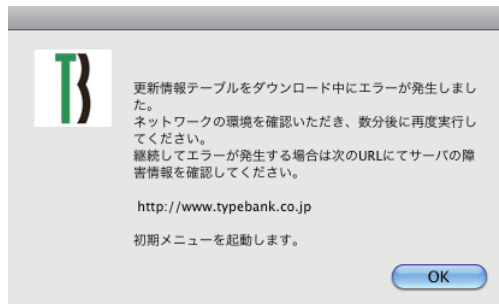 TB
更新情報テーブルをダウンロード中にエラーが発生しまし
た。
ネットワークの環境を確認いただき、数分後に再度実行し
てください。
継続してエラーが発生する場合は次のURLにてサーバの障
害情報を確認してください。
http://www.typebank.co.jp
初期メニューを起動します。
OK